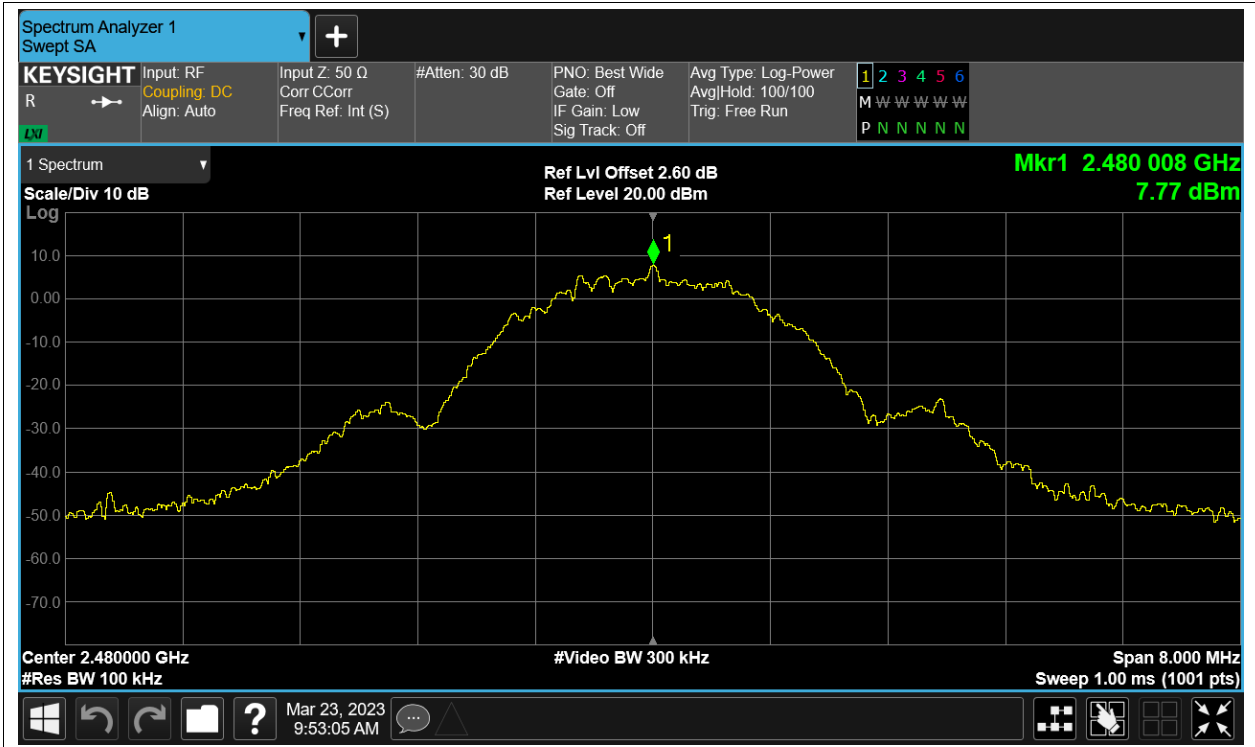 Spectrum Analyzer 1
Swept SA
KEYSIGHT
R
LXI
Input: RF
Coupling: DC
Align: Auto
Input Z: 50 Ω
Corr CCorr
Freq Ref: Int (S)
#Atten: 30 dB
PNO: Best Wide
Gate: Off
IF Gain: Low
Sig Track: Off
Avg Type: Log-Power
Avg|Hold: 100/100
Trig: Free Run
1 2 3 4 5 6
M W W W W W W
P N N N N N
1 Spectrum
Scale/Div 10 dB
Log
Ref Lvl Offset 2.60 dB
Ref Level 20.00 dBm
Mkr1 2.480 008 GHz
7.77 dBm
1
10.0
0.00
-10.0
-20.0
-30.0
-40.0
-50.0
-60.0
-70.0
Center 2.480000 GHz
#Res BW 100 kHz
#Video BW 300 kHz
Span 8.000 MHz
Sweep 1.00 ms (1001 pts)
?
Mar 23, 2023
9:53:05 AM